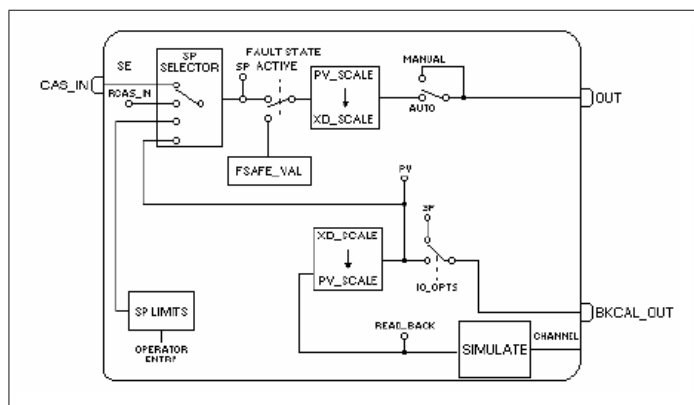 SE
SP
SELECTOR
CAS_IN
RCAS_IN
FAULT STATE
ACTIVE
SP
PV_SCALE
XD_SCALE
MANUAL
AUTO
OUT
FSAFE_VAL
PV
SP
XD_SCALE
PV_SCALE
IO_OPTS
SP LIMITS
OPERATOR
ENTRY
READ_BACK
SIMULATE
CHANNEL
BKCAL_OUT